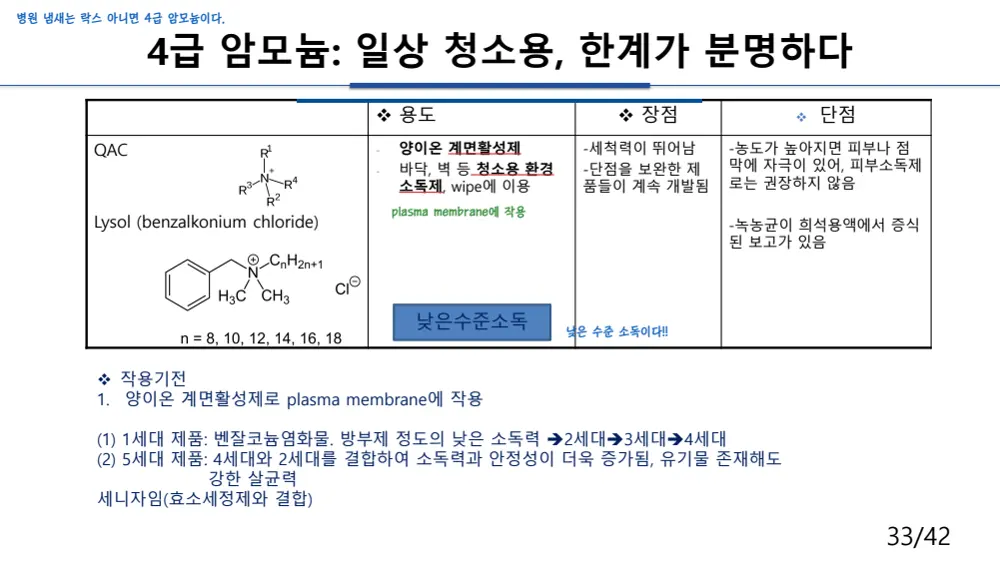 병원 냄새는 락스 아니면 4급 암모늄이다.
4급 암모늄: 일상 청소용, 한계가 분명하다
❖ 용도
❖ 장점
❖ 단점
QAC
R1
N+
R3
R4
R2
Lysol (benzalkonium chloride)
N⊕
CnH2n+1
H3C
CH3
Cl⊖
n = 8, 10, 12, 14, 16, 18
- 양이온 계면활성제
- 바닥, 벽 등 청소용 환경
소독제, wipe에 이용
plasma membrane에 작용
낮은수준소독
낮은 수준 소독이다!!
-세척력이 뛰어남
-단점을 보완한 제
품들이 계속 개발됨
-농도가 높아지면 피부나 점
막에 자극이 있어, 피부소독제
로는 권장하지 않음
-녹농균이 희석용액에서 증식
된 보고가 있음
❖ 작용기전
1. 양이온 계면활성제로 plasma membrane에 작용
(1) 1세대 제품: 벤잘코늄염화물. 방부제 정도의 낮은 소독력 ➔2세대➔3세대➔4세대
(2) 5세대 제품: 4세대와 2세대를 결합하여 소독력과 안정성이 더욱 증가됨, 유기물 존재해도
강한 살균력
세니자임(효소세정제와 결합)
33/42